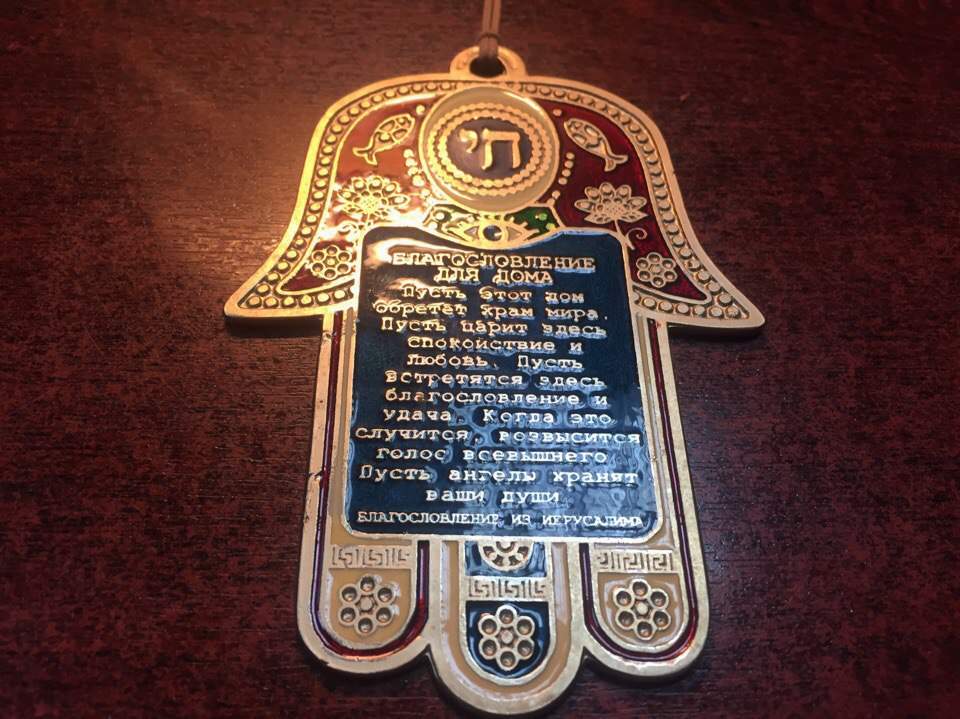 חי
БЛАГОСЛОВЛЕНИЕ
ДЛЯ ДОМА
Пусть этот дом
обретат храм мира.
Пусть царит здесь
спокойствие и
любовь. Пусть
встретятся здесь
благословление и
удача. Когда это
случится, возвысится
голос всевышнего
Пусть ангелы хранят
ваши души
БЛАГОСЛОВЛЕНИЕ ИЗ ИЕРУСАЛИМА